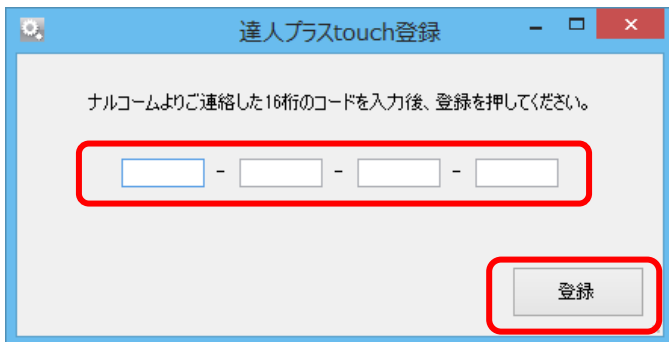 達人プラスtouch登録
ナルコームよりご連絡した16桁のコードを入力後、登録を押してください。
- - -
登録